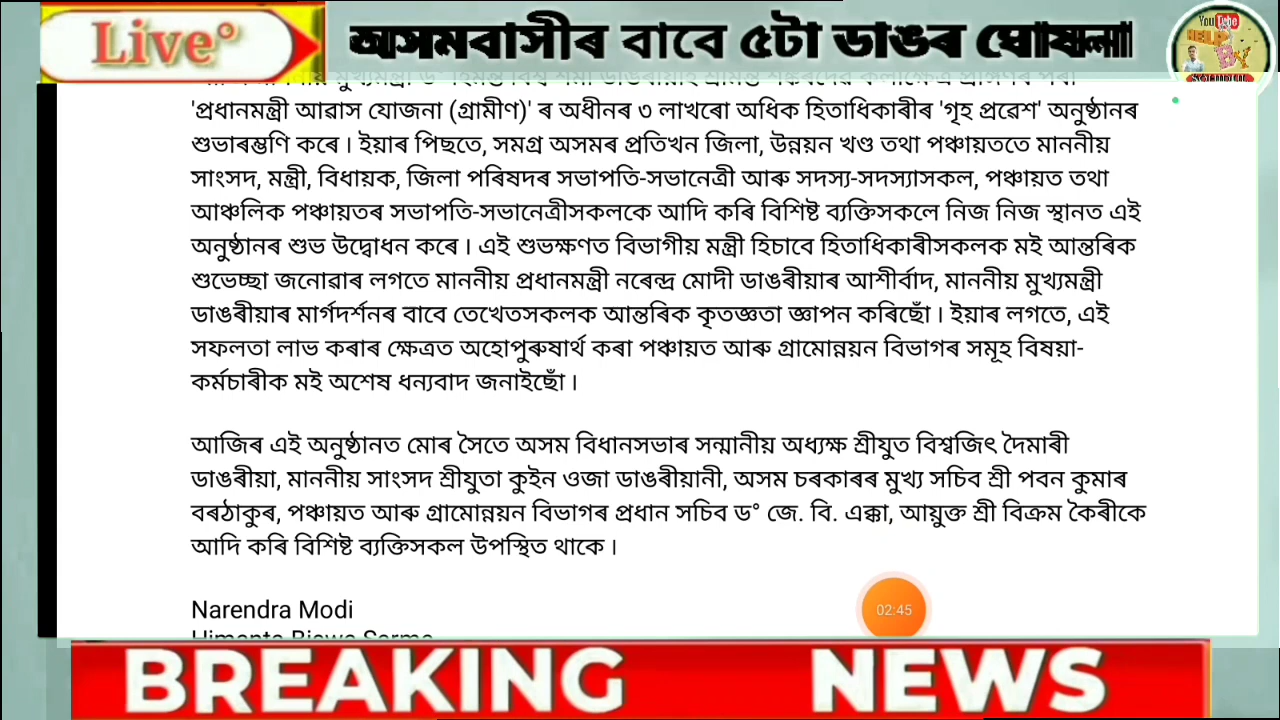 Live°
অসমবাসীৰ বাবে ৫টা ডাঙৰ ঘোষণা
YouTube
HELP
BY
'প্ৰধানমন্ত্ৰী আৱাস যোজনা (গ্ৰামীণ)' ৰ অধীনৰ ৩ লাখৰো অধিক হিতাধিকাৰীৰ 'গৃহ প্ৰৱেশ' অনুষ্ঠানৰ
শুভাৰম্ভণি কৰে। ইয়াৰ পিছতে, সমগ্ৰ অসমৰ প্ৰতিখন জিলা, উন্নয়ন খণ্ড তথা পঞ্চায়ততে মাননীয়
সাংসদ, মন্ত্ৰী, বিধায়ক, জিলা পৰিষদৰ সভাপতি-সভানেত্ৰী আৰু সদস্য-সদস্যাসকল, পঞ্চায়ত তথা
আঞ্চলিক পঞ্চায়তৰ সভাপতি-সভানেত্ৰীসকলকে আদি কৰি বিশিষ্ট ব্যক্তিসকলে নিজ নিজ স্থানত এই
অনুষ্ঠানৰ শুভ উদ্বোধন কৰে। এই শুভক্ষণত বিভাগীয় মন্ত্ৰী হিচাবে হিতাধিকাৰীসকলক মই আন্তৰিক
শুভেচ্ছা জনোৱাৰ লগতে মাননীয় প্ৰধানমন্ত্ৰী নৰেন্দ্ৰ মোদী ডাঙৰীয়াৰ আশীৰ্বাদ, মাননীয় মুখ্যমন্ত্ৰী
ডাঙৰীয়াৰ মাৰ্গদৰ্শনৰ বাবে তেখেতসকলক আন্তৰিক কৃতজ্ঞতা জ্ঞাপন কৰিছোঁ। ইয়াৰ লগতে, এই
সফলতা লাভ কৰাৰ ক্ষেত্ৰত অহোপুৰুষাৰ্থ কৰা পঞ্চায়ত আৰু গ্ৰামোন্নয়ন বিভাগৰ সমূহ বিষয়া-
কৰ্মচাৰীক মই অশেষ ধন্যবাদ জনাইছোঁ।
আজিৰ এই অনুষ্ঠানত মোৰ সৈতে অসম বিধানসভাৰ সন্মানীয় অধ্যক্ষ শ্ৰীযুত বিশ্বজিৎ দৈমাৰী
ডাঙৰীয়া, মাননীয় সাংসদ শ্ৰীযুতা কুইন ওজা ডাঙৰীয়ানী, অসম চৰকাৰৰ মুখ্য সচিব শ্ৰী পবন কুমাৰ
বৰঠাকুৰ, পঞ্চায়ত আৰু গ্ৰামোন্নয়ন বিভাগৰ প্ৰধান সচিব ড° জে. বি. এক্কা, আয়ুক্ত শ্ৰী বিক্ৰম কৈৰীকে
আদি কৰি বিশিষ্ট ব্যক্তিসকল উপস্থিত থাকে।
Narendra Modi
02:45
BREAKING NEWS